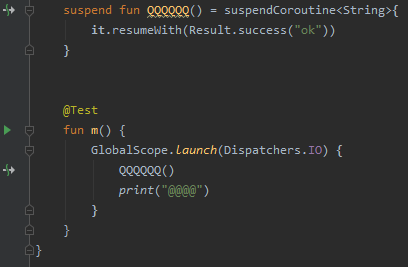 suspend fun QQQQQQ() = suspendCoroutine<String>{
it.resumeWith(Result.success("ok"))
}
@Test
fun m() {
GlobalScope.launch(Dispatchers.IO) {
QQQQQQ()
print("@@@@")
}
}
}